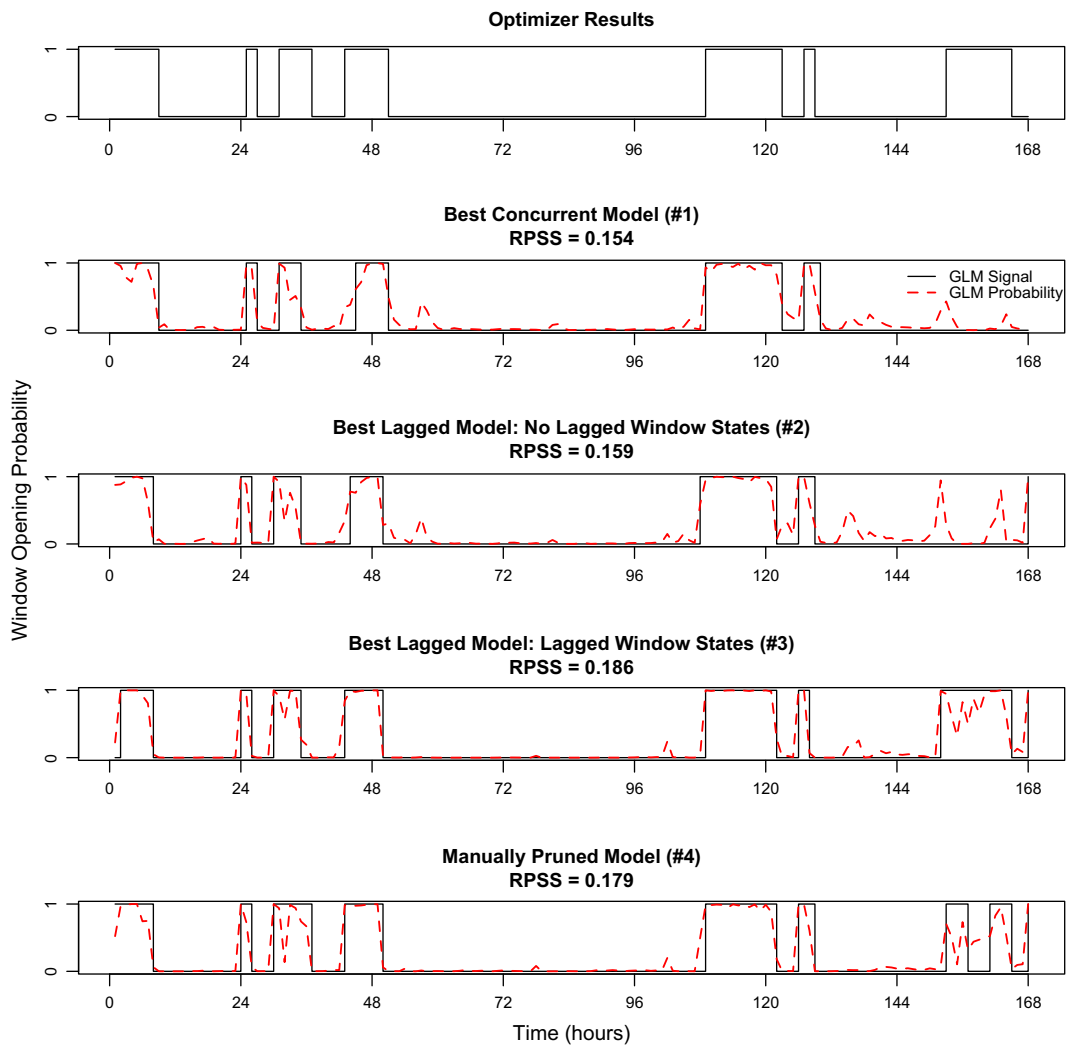 Optimizer Results
1
0
0 24 48 72 96 120 144 168
Best Concurrent Model (#1)
RPSS = 0.154
1
0
GLM Signal
GLM Probability
0 24 48 72 96 120 144 168
Window Opening Probability
Best Lagged Model: No Lagged Window States (#2)
RPSS = 0.159
1
0
0 24 48 72 96 120 144 168
Best Lagged Model: Lagged Window States (#3)
RPSS = 0.186
1
0
0 24 48 72 96 120 144 168
Manually Pruned Model (#4)
RPSS = 0.179
1
0
0 24 48 72 96 120 144 168
Time (hours)